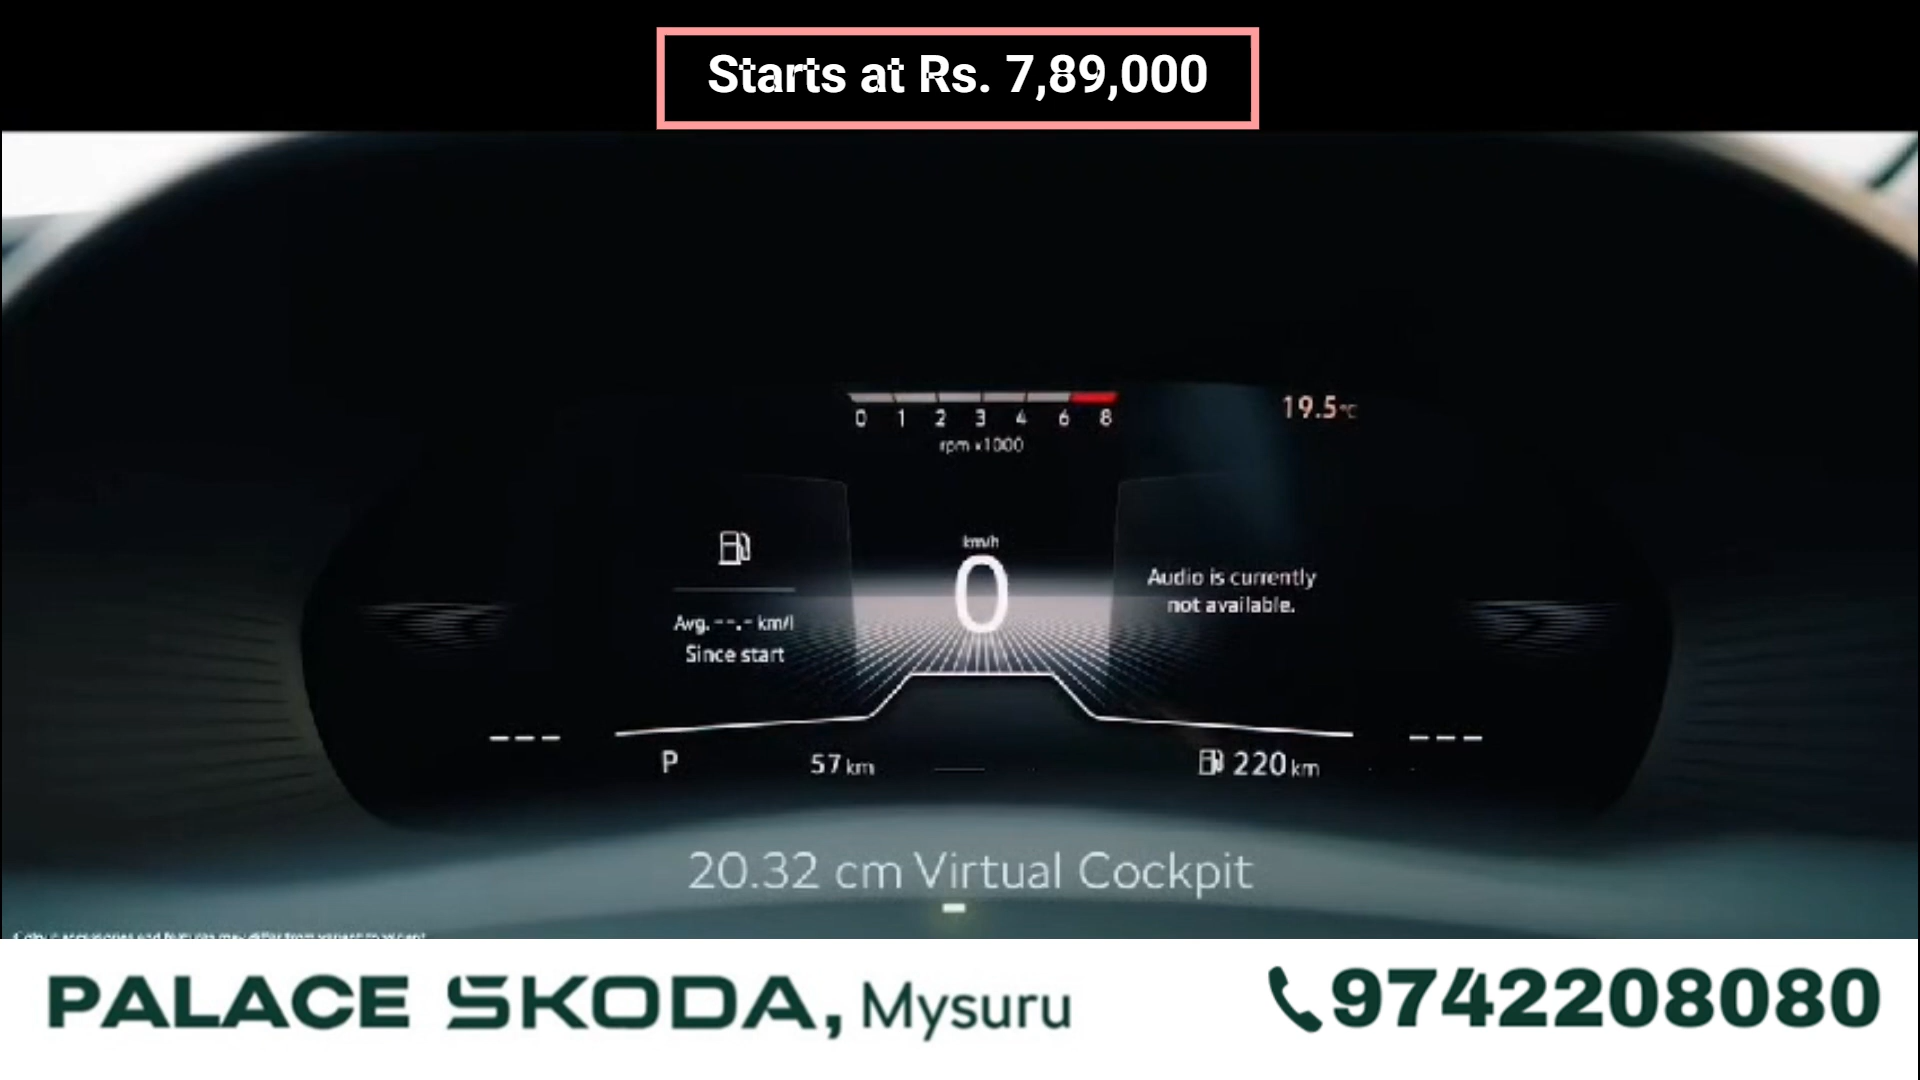 Starts at Rs. 7,89,000
0 1 2 3 4 6 8
rpm x1000
19.5°C
km/h
0
Avg. --.- km/l
Since start
Audio is currently
not available.
--- ---
P 57 km 220 km
20.32 cm Virtual Cockpit
PALACE SKODA, Mysuru 9742208080